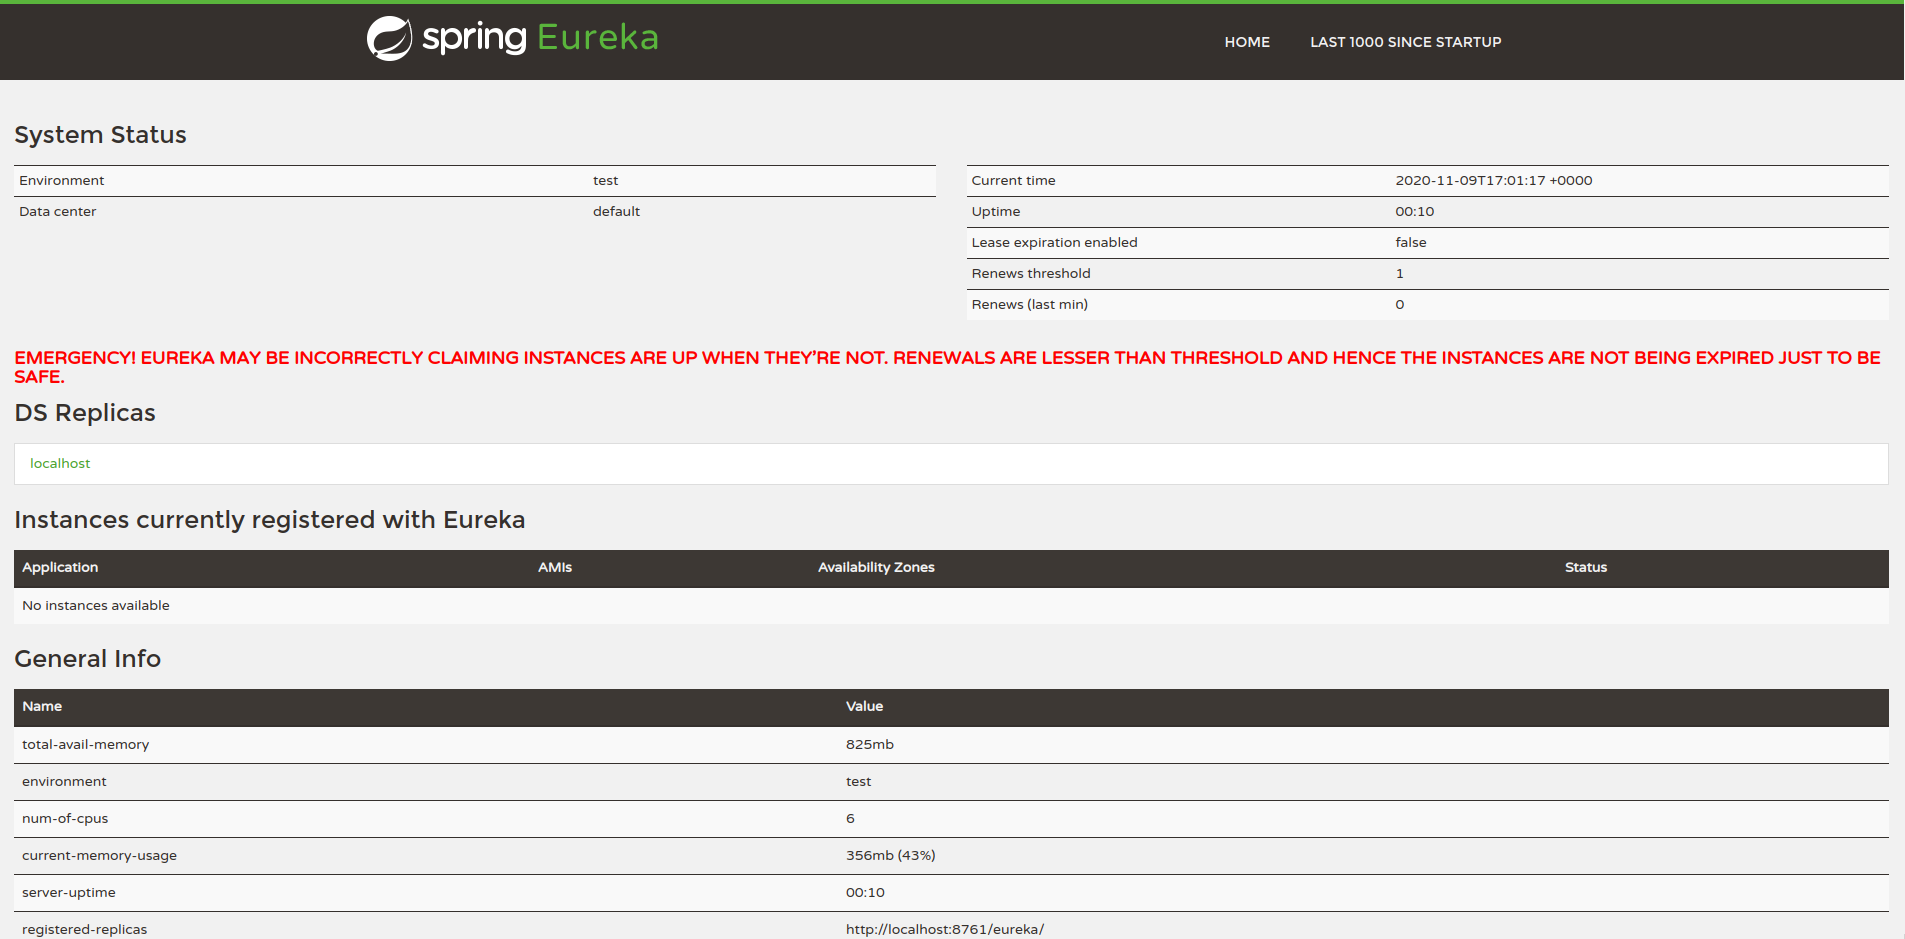 spring Eureka
HOME LAST 1000 SINCE STARTUP
System Status
Environment test
Data center default
Current time 2020-11-09T17:01:17 +0000
Uptime 00:10
Lease expiration enabled false
Renews threshold 1
Renews (last min) 0
EMERGENCY! EUREKA MAY BE INCORRECTLY CLAIMING INSTANCES ARE UP WHEN THEY'RE NOT. RENEWALS ARE LESSER THAN THRESHOLD AND HENCE THE INSTANCES ARE NOT BEING EXPIRED JUST TO BE
SAFE.
DS Replicas
localhost
Instances currently registered with Eureka
Application AMIs Availability Zones Status
No instances available
General Info
Name Value
total-avail-memory 825mb
environment test
num-of-cpus 6
current-memory-usage 356mb (43%)
server-uptime 00:10
registered-replicas http://localhost:8761/eureka/